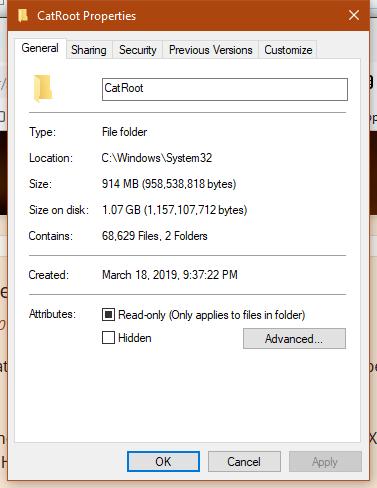 CatRoot Properties
General Sharing Security Previous Versions Customize
CatRoot
Type: File folder
Location: C:\Windows\System32
Size: 914 MB (958,538,818 bytes)
Size on disk: 1.07 GB (1,157,107,712 bytes)
Contains: 68,629 Files, 2 Folders
Created: March 18, 2019, 9:37:22 PM
Attributes: Read-only (Only applies to files in folder)
Hidden Advanced...
OK Cancel Apply